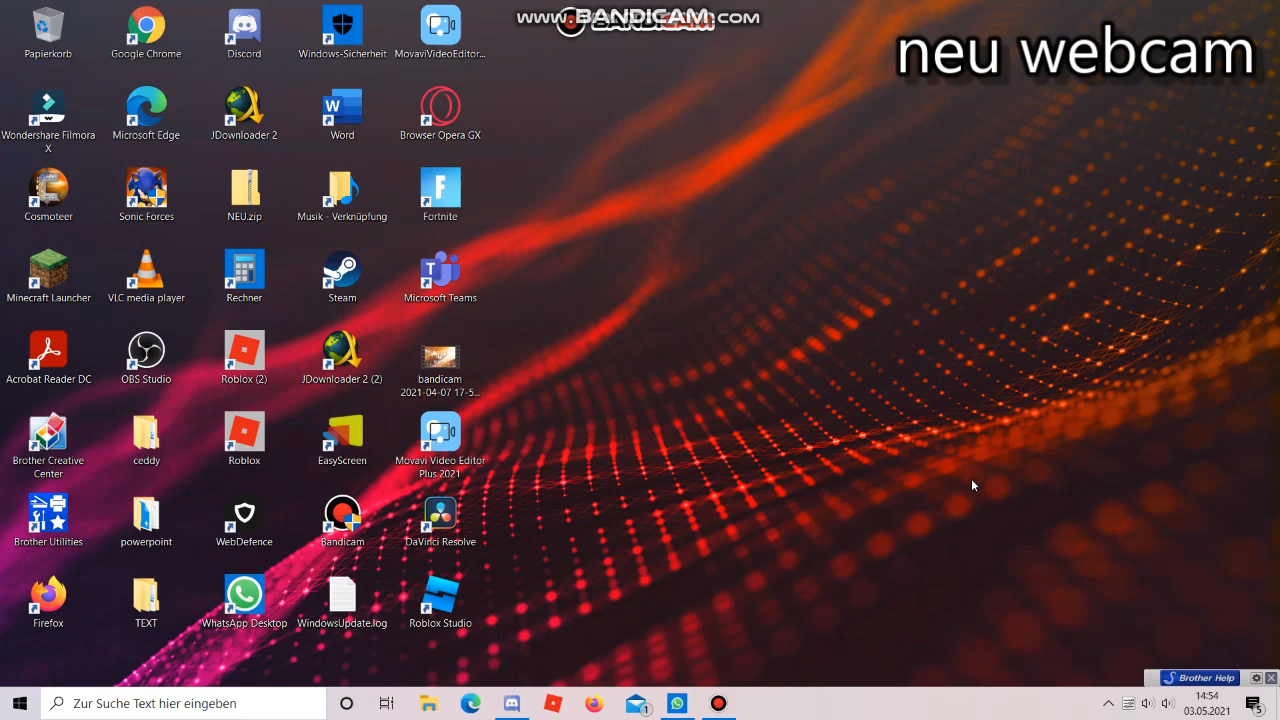 www.BANDICAM.com
BANDICAM
neu webcam
Papierkorb
Google Chrome
Discord
Windows-Sicherheit
MovaviVideoEditor...
Wondershare Filmora
X
Microsoft Edge
JDownloader 2
Word
Browser Opera GX
Cosmoteer
Sonic Forces
NEU.zip
Musik - Verknüpfung
Fortnite
Minecraft Launcher
VLC media player
Rechner
Steam
Microsoft Teams
Acrobat Reader DC
OBS Studio
Roblox (2)
JDownloader 2 (2)
bandicam
2021-04-07 17-5...
Brother Creative
Center
ceddy
Roblox
EasyScreen
Movavi Video Editor
Plus 2021
Brother Utilities
powerpoint
WebDefence
Bandicam
DaVinci Resolve
Firefox
TEXT
WhatsApp Desktop
WindowsUpdate.log
Roblox Studio
Brother Help
Zur Suche Text hier eingeben
1
14:54
03.05.2021
5